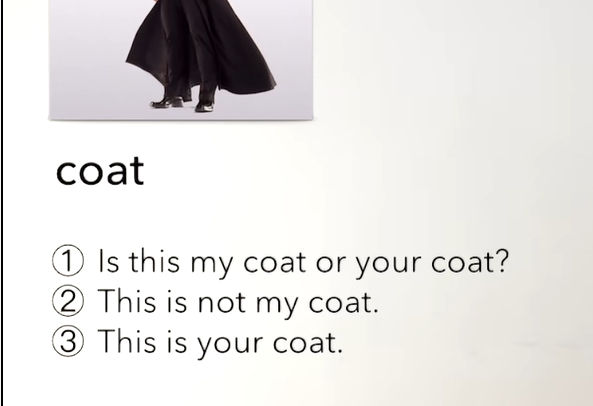 coat
① Is this my coat or your coat?
② This is not my coat.
③ This is your coat.